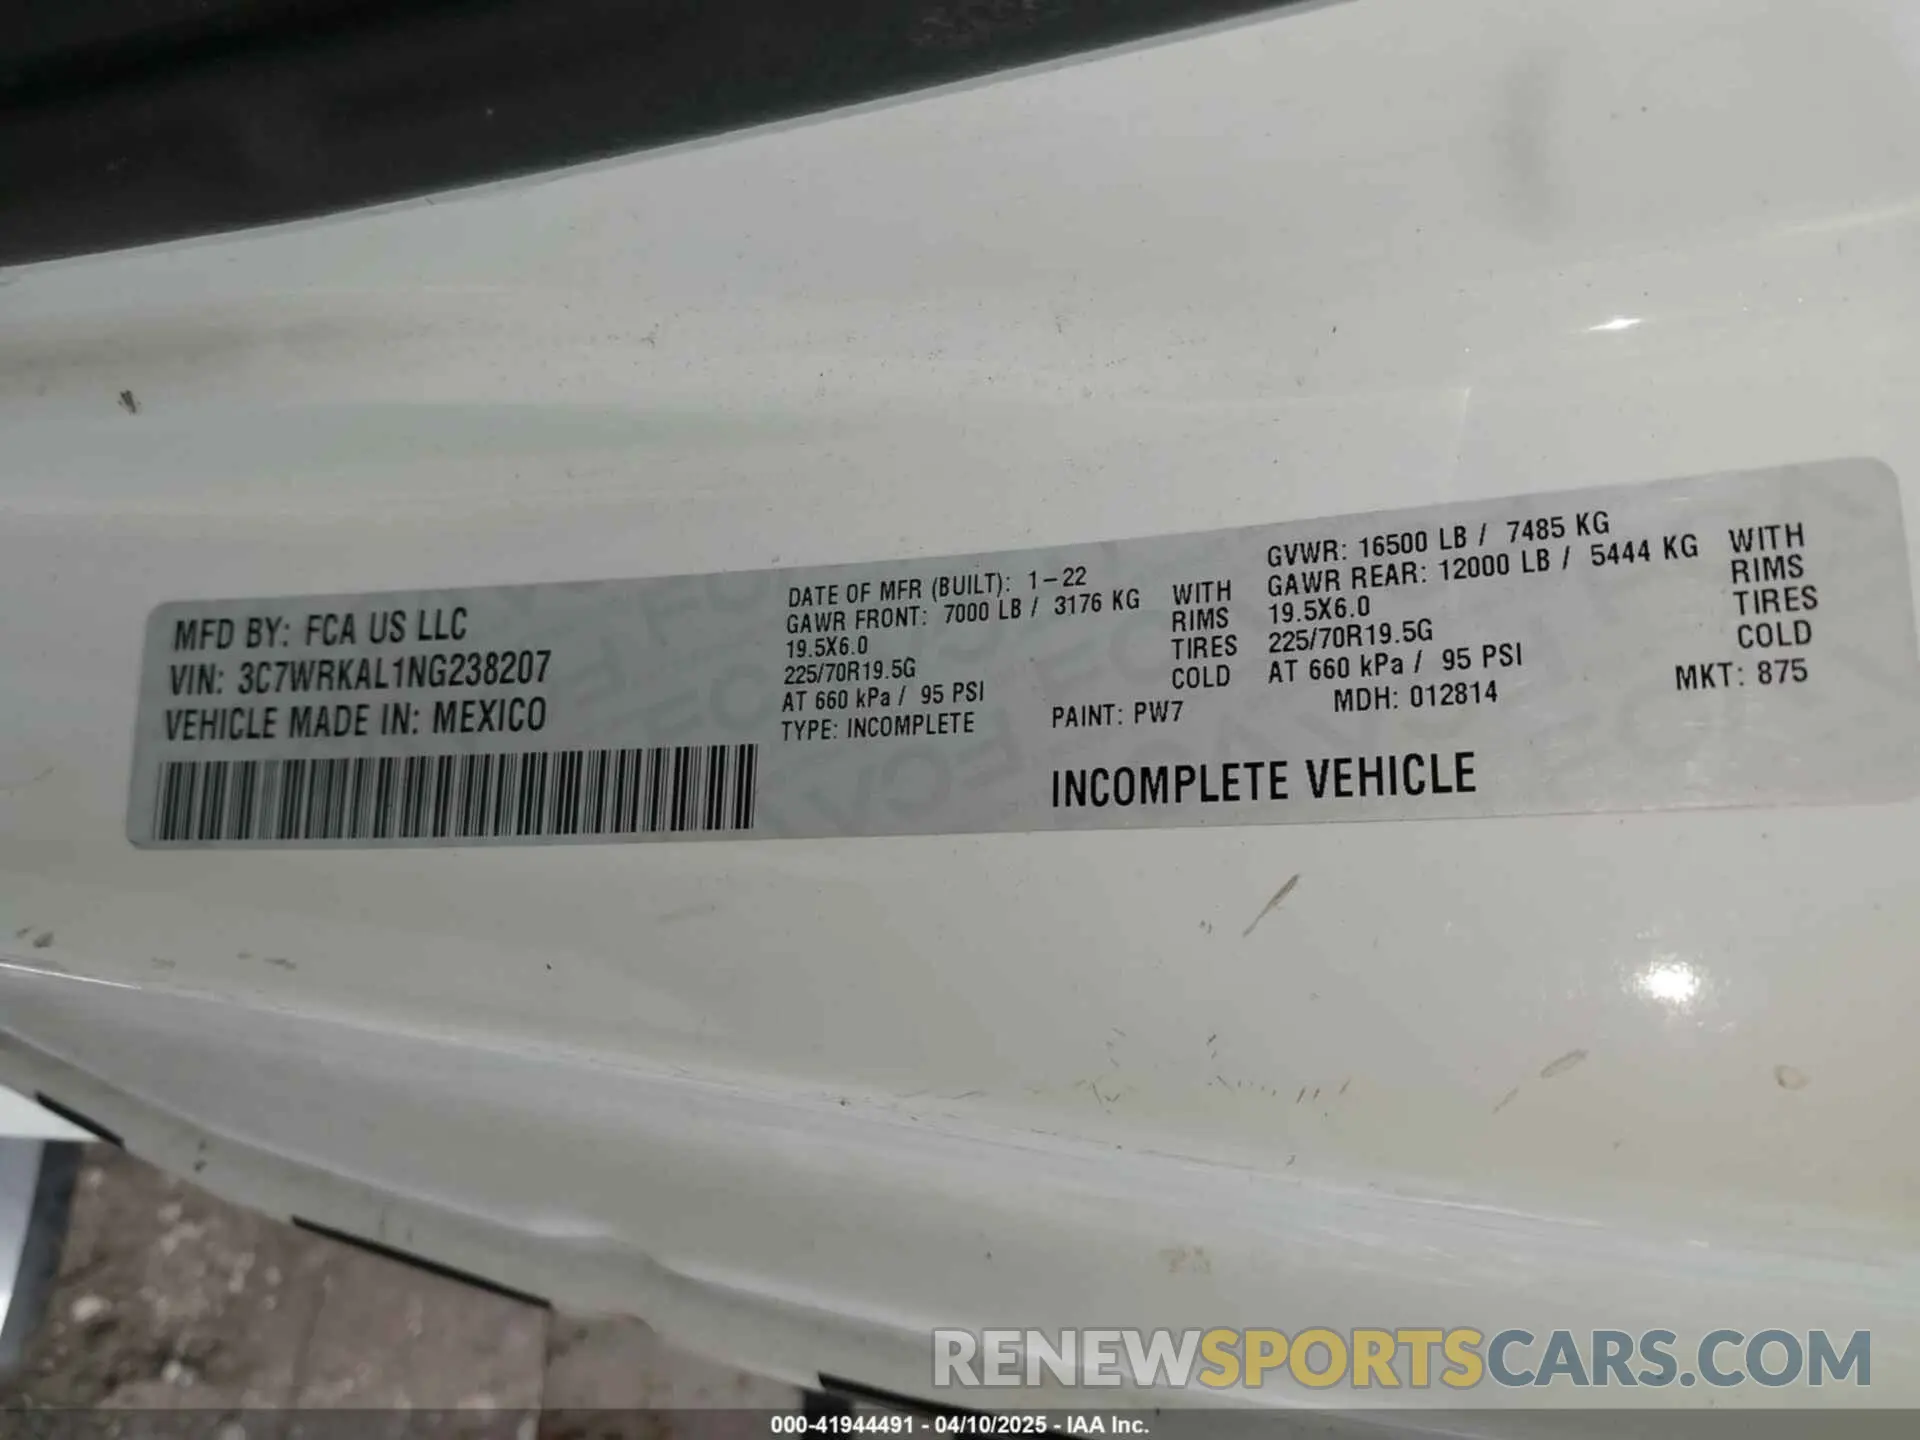 MFD BY: FCA US LLC
VIN: 3C7WRKAL1NG238207
VEHICLE MADE IN: MEXICO
DATE OF MFR (BUILT): 1-22
GAWR FRONT: 7000 LB / 3176 KG WITH
19.5X6.0 RIMS
225/70R19.5G TIRES
AT 660 kPa / 95 PSI COLD
TYPE: INCOMPLETE
GVWR: 16500 LB / 7485 KG
GAWR REAR: 12000 LB / 5444 KG WITH
19.5X6.0 RIMS
225/70R19.5G TIRES
AT 660 kPa / 95 PSI COLD
PAINT: PW7 MDH: 012814 MKT: 875
INCOMPLETE VEHICLE
RENEWSPORTSCARS.COM
000-41944491 - 04/10/2025 - IAA Inc.